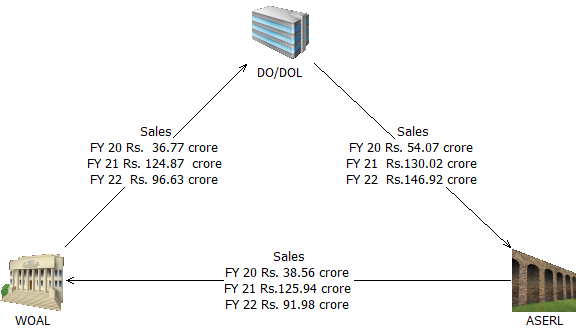 DO/DOL
Sales
FY 20 Rs.  36.77 crore
FY 21 Rs. 124.87  crore
FY 22  Rs. 96.63 crore
Sales
FY 20 Rs. 54.07 crore
FY 21  Rs.130.02 crore
FY 22  Rs.146.92 crore
Sales
FY 20 Rs. 38.56 crore
FY 21 Rs.125.94 crore
FY 22 Rs. 91.98 crore
WOAL
ASERL